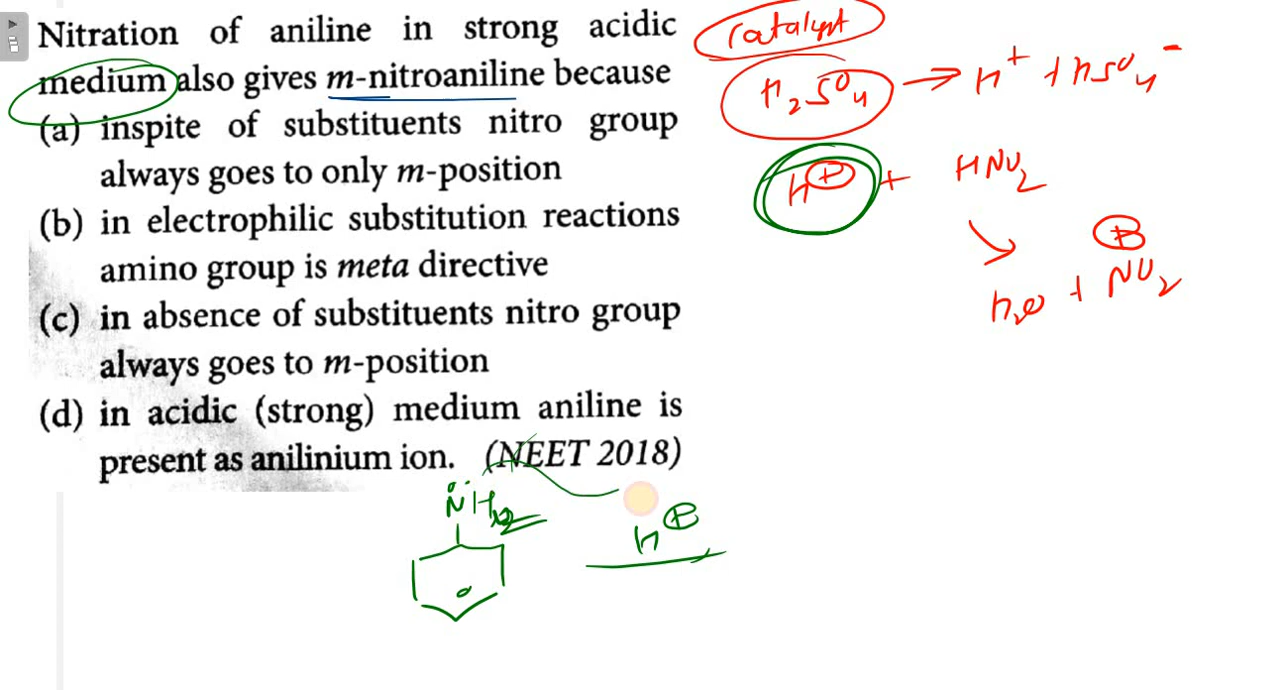 Nitration of aniline in strong acidic
medium also gives m-nitroaniline because
(a) inspite of substituents nitro group
always goes to only m-position
(b) in electrophilic substitution reactions
amino group is meta directive
(c) in absence of substituents nitro group
always goes to m-position
(d) in acidic (strong) medium aniline is
present as anilinium ion. (NEET 2018)
catalyst
H₂SO₄ → H⁺ + HSO₄⁻
H⊕ + HNO₂
H₂O + NO₂⊕
N̈H₂
H⊕